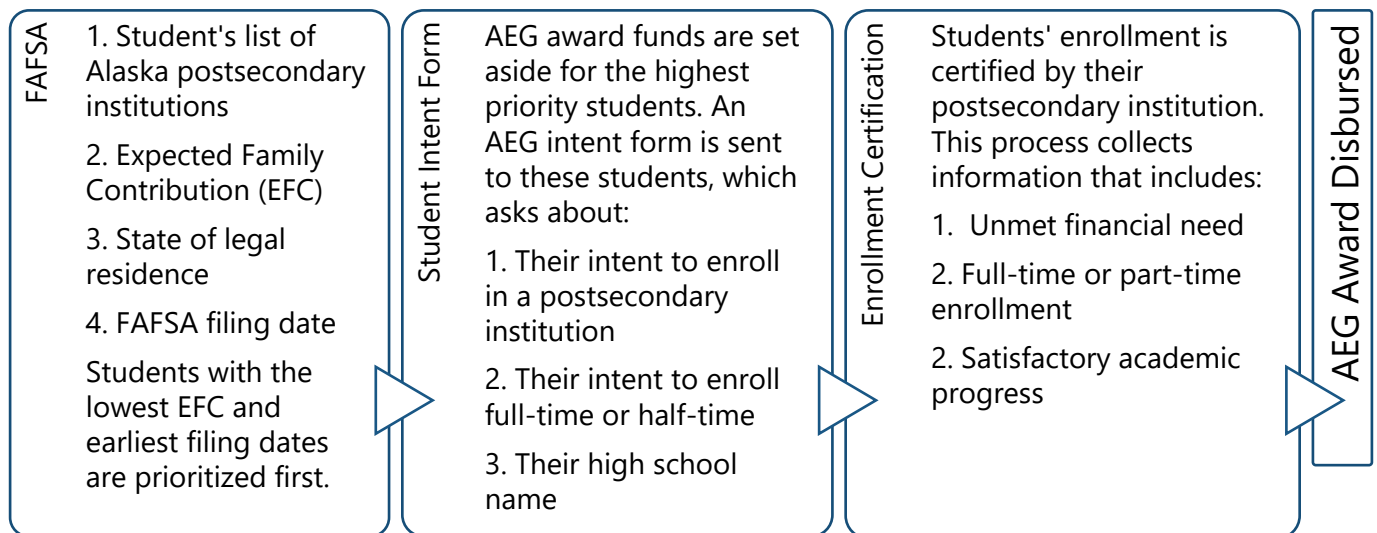 FAFSA
1. Student's list of
Alaska postsecondary
institutions
2. Expected Family
Contribution (EFC)
3. State of legal
residence
4. FAFSA filing date
Students with the
lowest EFC and
earliest filing dates
are prioritized first.
Student Intent Form
AEG award funds are set
aside for the highest
priority students. An
AEG intent form is sent
to these students, which
asks about:
1. Their intent to enroll
in a postsecondary
institution
2. Their intent to enroll
full-time or half-time
3. Their high school
name
Enrollment Certification
Students' enrollment is
certified by their
postsecondary institution.
This process collects
information that includes:
1. Unmet financial need
2. Full-time or part-time
enrollment
2. Satisfactory academic
progress
AEG Award Disbursed